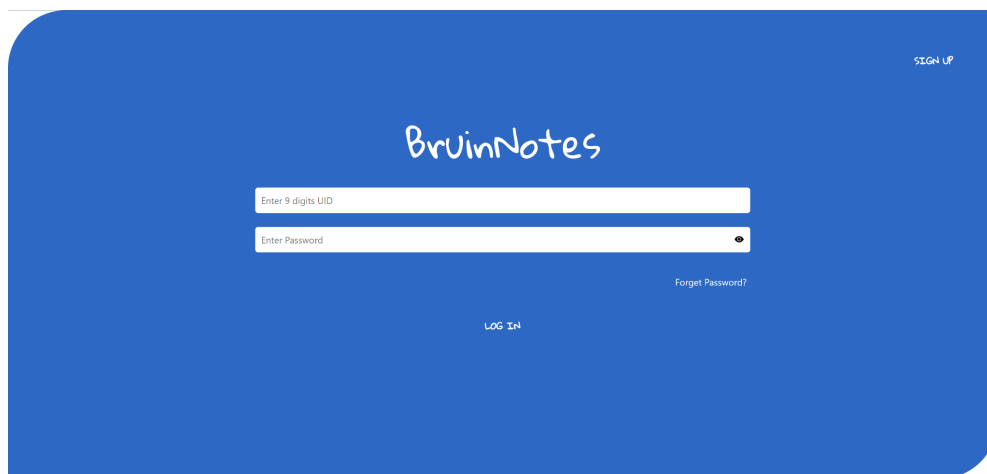 SIGN UP
BruinNotes
Enter 9 digits UID
Enter Password
Forget Password?
LOG IN